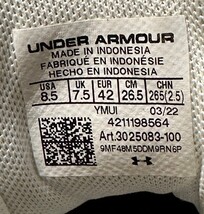 UNDER ARMOUR
MADE IN INDONESIA
FABRIQUÉ EN INDONÉSIE
HECHO EN INDONESIA
USA UK EUR CM CHN
8.5 7.5 42 26.5 265(2.5)
YMUI 03/22
4211198564
Art.3025083-100
9MF48M5DDM9RN6P